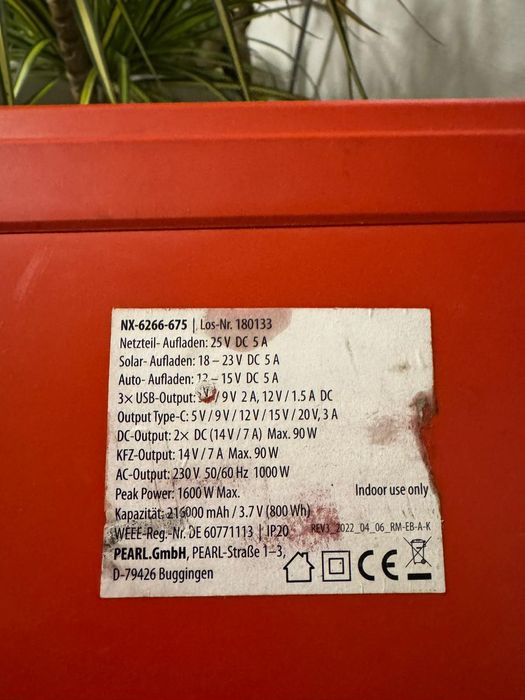 NX-6266-675 | Los-Nr. 180133
Netzteil- Aufladen: 25 V DC 5 A
Solar- Aufladen: 18 – 23 V DC 5 A
Auto- Aufladen: 12 – 15 V DC 5 A
3× USB-Output: 9 V 2 A, 12 V / 1.5 A DC
Output Type-C: 5 V / 9 V / 12 V / 15 V / 20 V, 3 A
DC-Output: 2× DC (14 V / 7 A) Max. 90 W
KFZ-Output: 14 V / 7 A Max. 90 W
AC-Output: 230 V 50/60 Hz 1000 W
Peak Power: 1600 W Max.
Indoor use only
Kapazität: 216000 mAh / 3.7 V (800 Wh)
WEEE-Reg.-Nr. DE 60771113 | IP20
REV3_2022_04_06_RM-EB-A-K
PEARL.GmbH, PEARL-Straße 1–3,
D-79426 Buggingen
CE